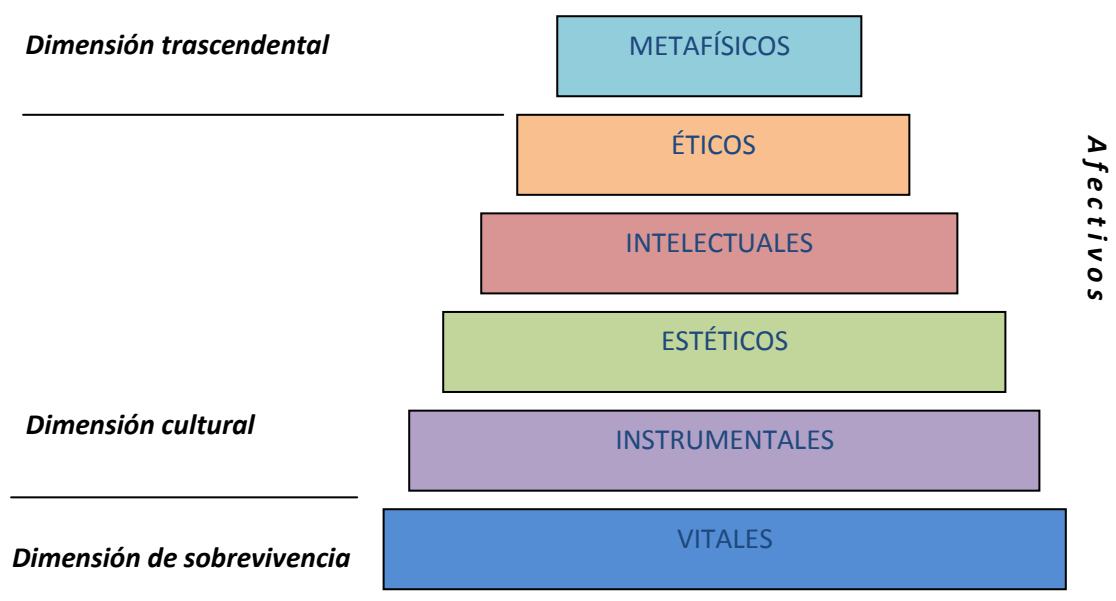 Dimensión trascendental
METAFÍSICOS
ÉTICOS
INTELECTUALES
ESTÉTICOS
Dimensión cultural
INSTRUMENTALES
Dimensión de sobrevivencia
VITALES
Afectivos